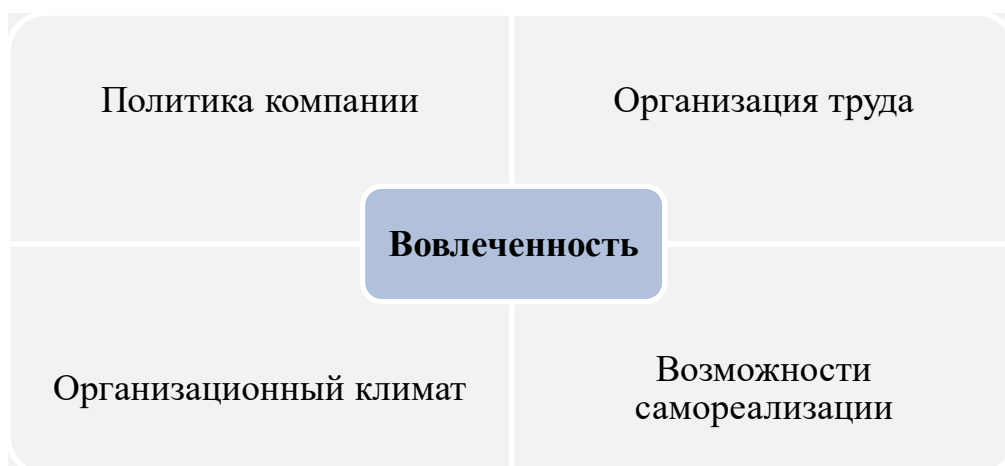 Политика компании
Организация труда
Вовлеченность
Организационный климат
Возможности
самореализации